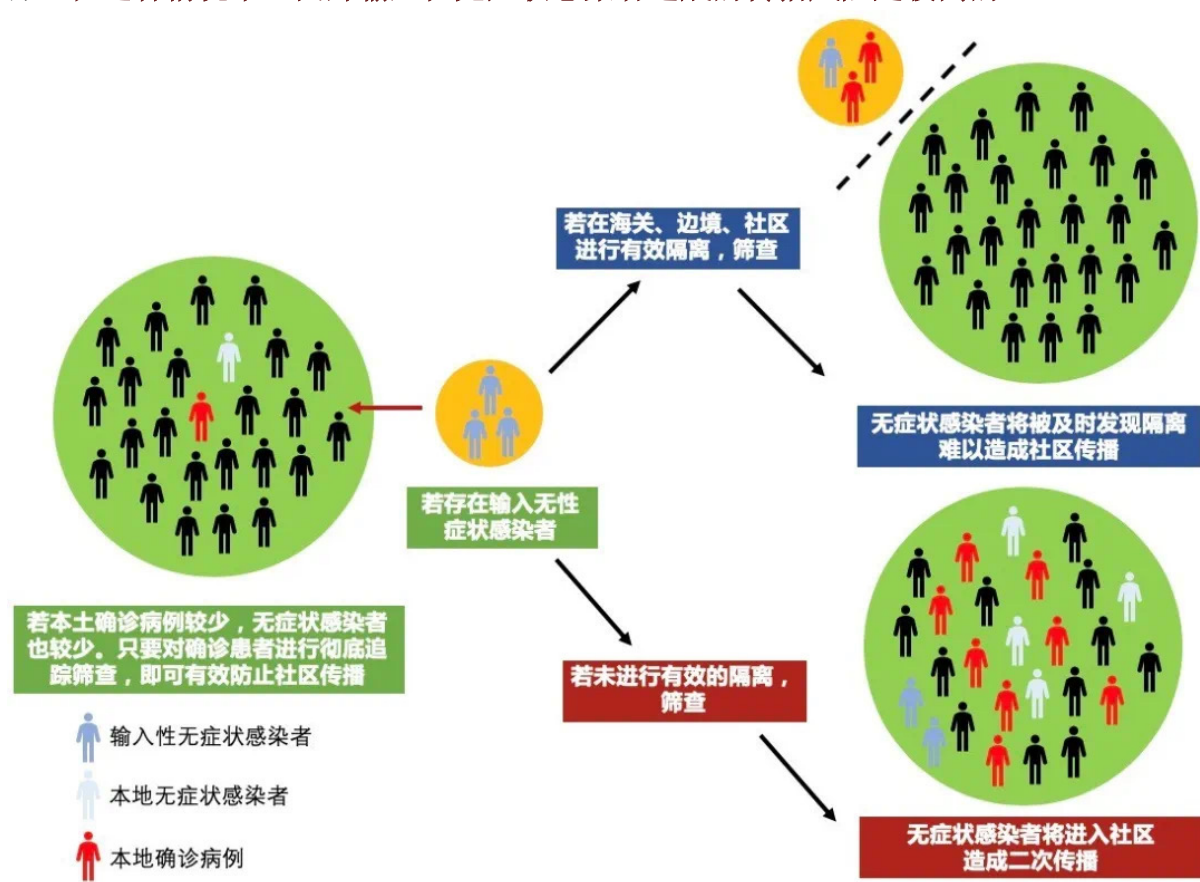 若在海关、边境、社区
进行有效隔离，筛查
无症状感染者将被及时发现隔离
难以造成社区传播
若存在输入无性
症状感染者
若本土确诊病例较少，无症状感染者
也较少。只要对确诊患者进行彻底追
踪筛查，即可有效防止社区传播
若未进行有效的隔离，
筛查
输入性无症状感染者
本地无症状感染者
本地确诊病例
无症状感染者将进入社区
造成二次传播